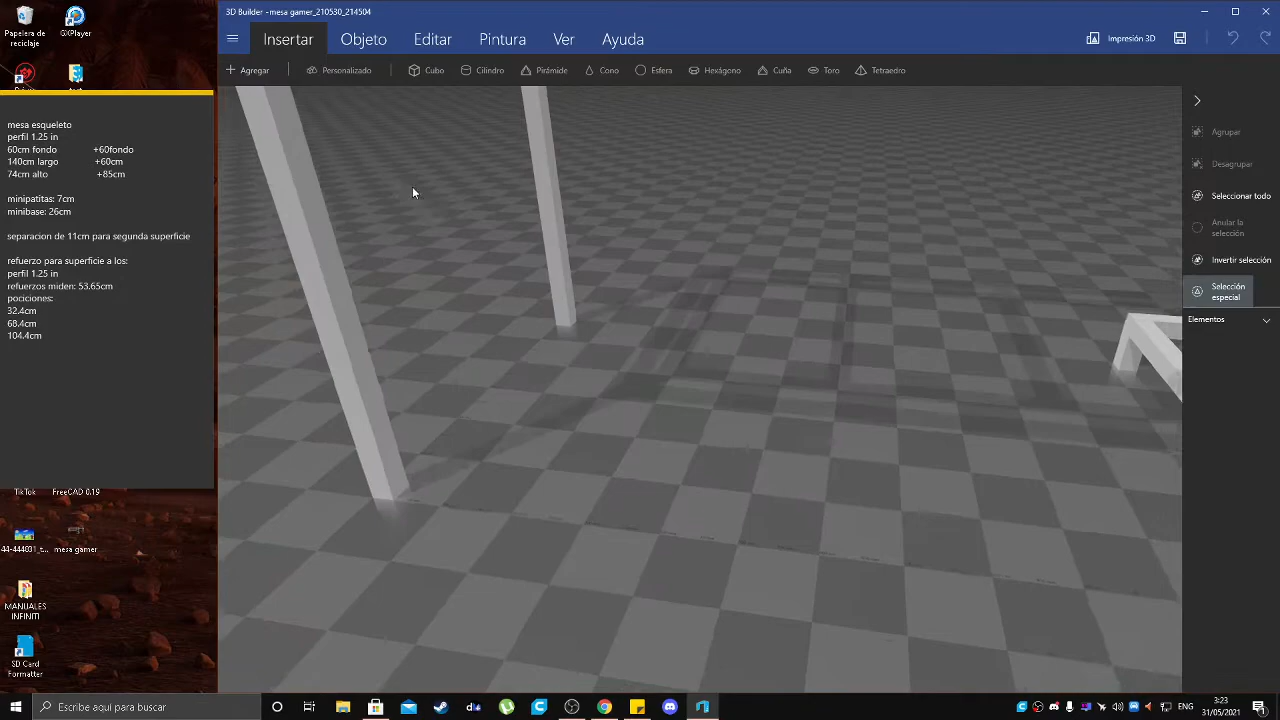 Papelera de reciclaje
GXPlayer
mesa esqueleto
perfil 1.25 in
60cm fondo +60fondo
140cm largo +60cm
74cm alto +85cm
minipatitas: 7cm
minibase: 26cm
separacion de 11cm para segunda superficie
refuerzo para superficie a los:
perfil 1.25 in
refuerzos miden: 53.65cm
pociciones:
32.4cm
68.4cm
104.4cm
TikTok
FreeCAD 0.19
44-444031_s...
mesa gamer
MANUALES INFINITI
SD Card Formatter
3D Builder - mesa gamer_210530_214504
Insertar Objeto Editar Pintura Ver Ayuda
Impresión 3D
Agregar Personalizado Cubo Cilindro Pirámide Cono Esfera Hexágono Cuña Toro Tetraedro
Agrupar
Desagrupar
Seleccionar todo
Anular la selección
Invertir selección
Selección especial
Elementos
Escribe aquí para buscar
ENG
3:23
31/05/2021